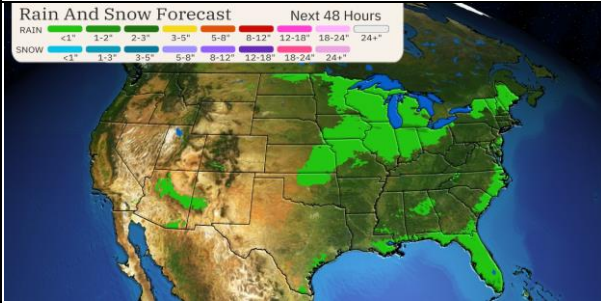 Rain And Snow Forecast Next 48 Hours
RAIN
<1" 1-2" 2-3" 3-5" 5-8" 8-12" 12-18" 18-24" 24+"
SNOW
<1" 1-3" 3-5" 5-8" 8-12" 12-18" 18-24" 24+"